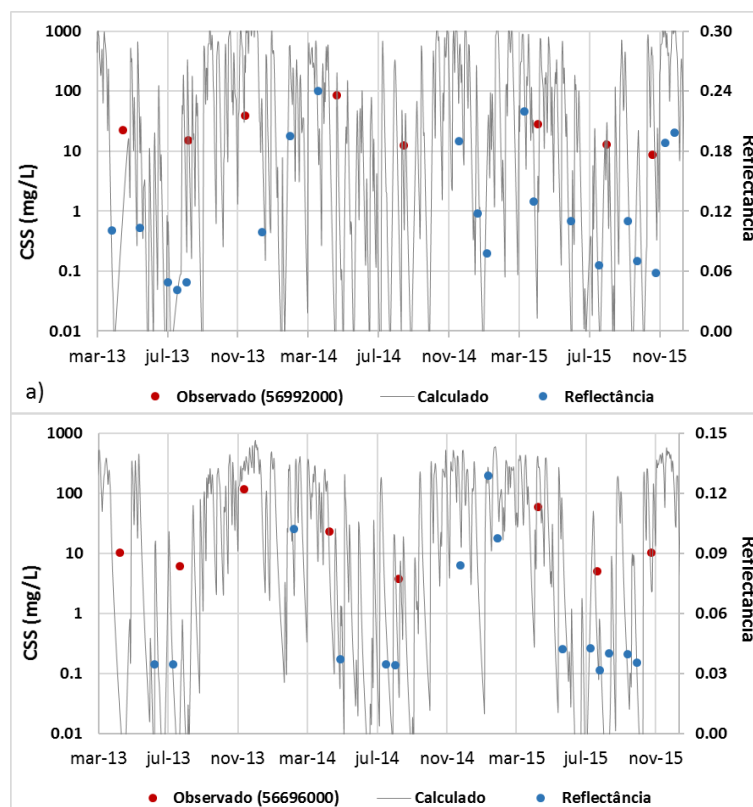 1000
100
10
1
0.1
0.01
CSS (mg/L)
0.30
0.24
0.18
0.12
0.06
0.00
Reflectância
mar-13 jul-13 nov-13 mar-14 jul-14 nov-14 mar-15 jul-15 nov-15
a)
Observado (56992000) Calculado Reflectância
1000
100
10
1
0.1
0.01
CSS (mg/L)
0.15
0.12
0.09
0.06
0.03
0.00
Reflectância
mar-13 jul-13 nov-13 mar-14 jul-14 nov-14 mar-15 jul-15 nov-15
Observado (56696000) Calculado Reflectância